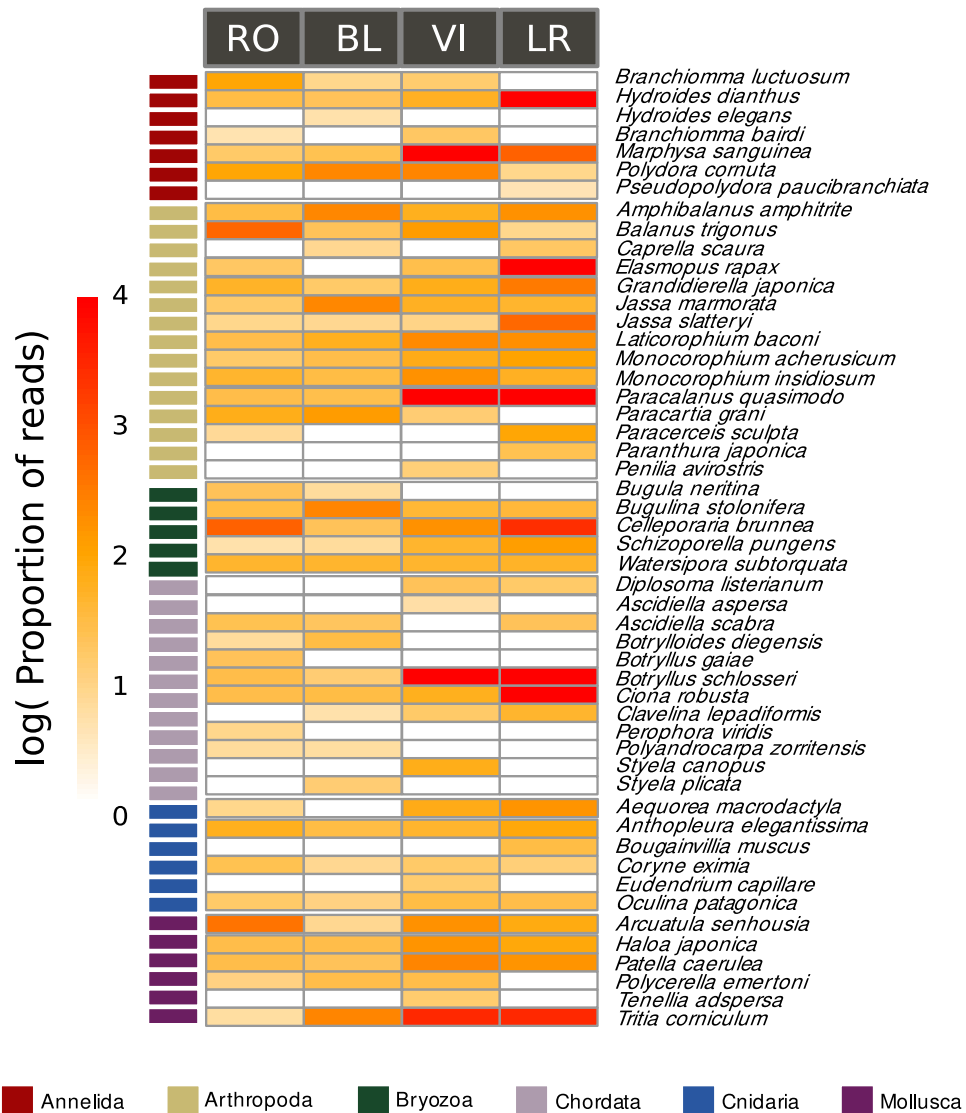 RO BL VI LR
Branchiomma luctuosum
Hydroides dianthus
Hydroides elegans
Branchiomma bairdi
Marphysa sanguinea
Polydora cornuta
Pseudopolydora paucibranchiata
Amphibalanus amphitrite
Balanus trigonus
Caprella scaura
Elasmopus rapax
Grandidierella japonica
Jassa marmorata
Jassa slatteryi
Laticorophium baconi
Monocorophium acherusicum
Monocorophium insidiosum
Paracalanus quasimodo
Paracartia grani
Paracerceis sculpta
Paranthura japonica
Penilia avirostris
Bugula neritina
Bugulina stolonifera
Celleporaria brunnea
Schizoporella pungens
Watersipora subtorquata
Diplosoma listerianum
Ascidiella aspersa
Ascidiella scabra
Botrylloides diegensis
Botryllus gaiae
Botryllus schlosseri
Ciona robusta
Clavelina lepadiformis
Perophora viridis
Polyandrocarpa zorritensis
Styela canopus
Styela plicata
Aequorea macrodactyla
Anthopleura elegantissima
Bougainvillia muscus
Coryne eximia
Eudendrium capillare
Oculina patagonica
Arcuatula senhousia
Haloa japonica
Patella caerulea
Polycerella emertoni
Tenellia adspersa
Tritia corniculum
log( Proportion of reads)
4
3
2
1
0
Annelida Arthropoda Bryozoa Chordata Cnidaria Mollusca